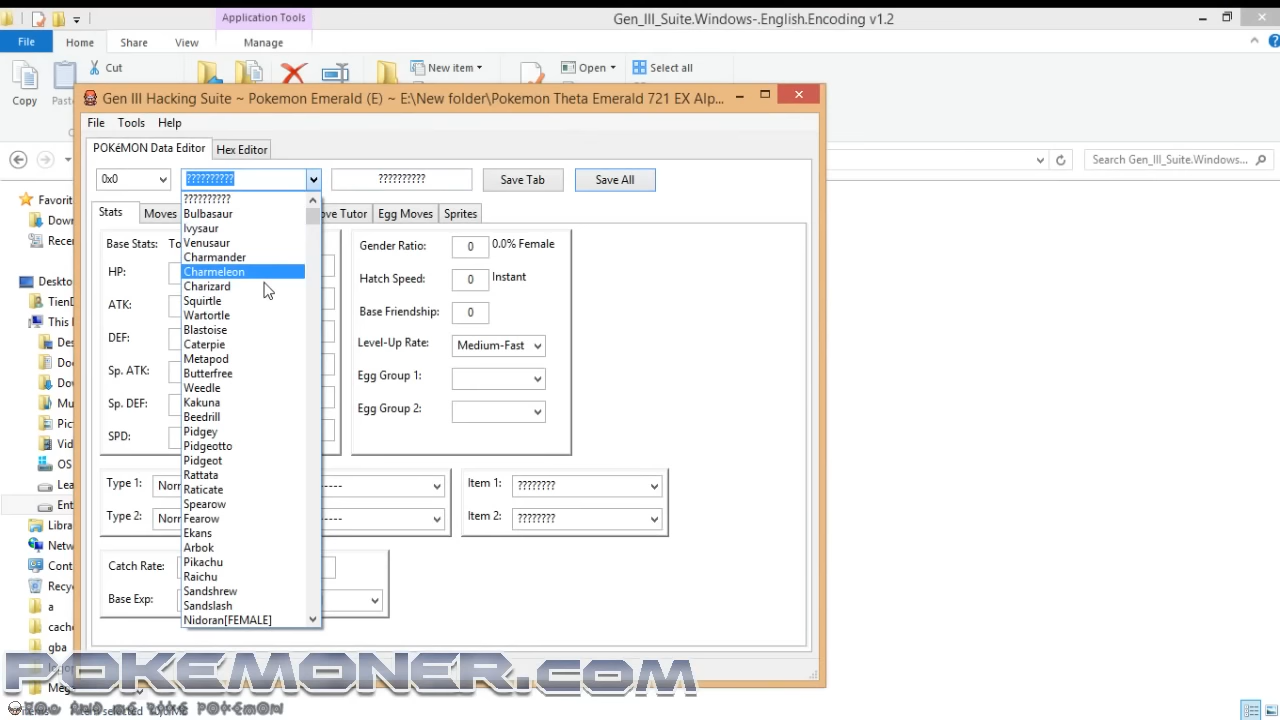 Application Tools
Gen_III_Suite.Windows-.English.Encoding v1.2
File
Home
Share
View
Manage
Cut
New item
Open
Select all
Copy
Gen III Hacking Suite ~ Pokemon Emerald (E) ~ E:\New folder\Pokemon Theta Emerald 721 EX Alp...
File Tools Help
POKéMON Data Editor
Hex Editor
Search Gen_III_Suite.Windows...
0x0
??????????
??????????
Save Tab
Save All
Stats
Moves
Tutor
Egg Moves
Sprites
??????????
Bulbasaur
Ivysaur
Venusaur
Charmander
Charmeleon
Charizard
Squirtle
Wartortle
Blastoise
Caterpie
Metapod
Butterfree
Weedle
Kakuna
Beedrill
Pidgey
Pidgeotto
Pidgeot
Rattata
Raticate
Spearow
Fearow
Ekans
Arbok
Pikachu
Raichu
Sandshrew
Sandslash
Nidoran[FEMALE]
Base Stats:
HP:
ATK:
DEF:
Sp. ATK:
Sp. DEF:
SPD:
Gender Ratio: 0 0.0% Female
Hatch Speed: 0 Instant
Base Friendship: 0
Level-Up Rate: Medium-Fast
Egg Group 1:
Egg Group 2:
Type 1:
Type 2:
Item 1: ????????
Item 2: ????????
Catch Rate:
Base Exp:
This
OS
a
gba
POKEMONER.COM
YOU AND ME LIKE POKEMON